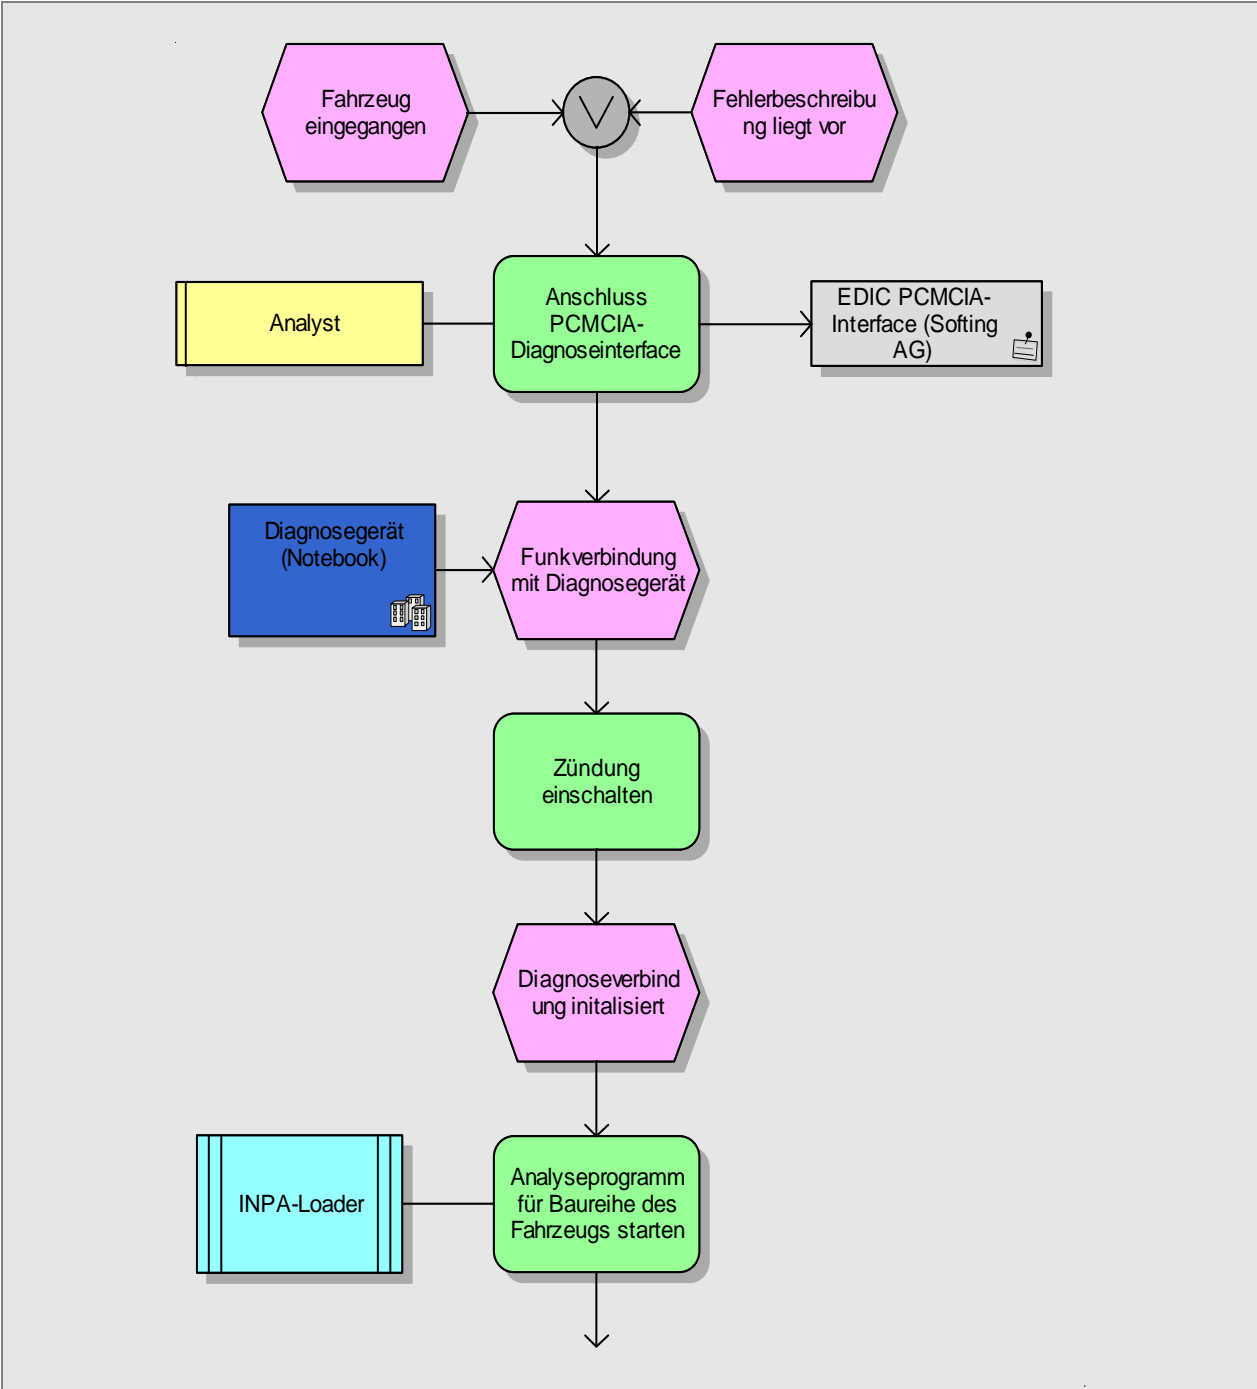 Fahrzeug
eingegangen
Fehlerbeschreibu
ng liegt vor
Anschluss
PCMCIA-
Diagnoseinterface
Analyst
EDIC PCMCIA-
Interface (Softing
AG)
Diagnosegerät
(Notebook)
Funkverbindung
mit Diagnosegerät
Zündung
einschalten
Diagnoseverbind
ung initalisiert
INPA-Loader
Analyseprogramm
für Baureihe des
Fahrzeugs starten